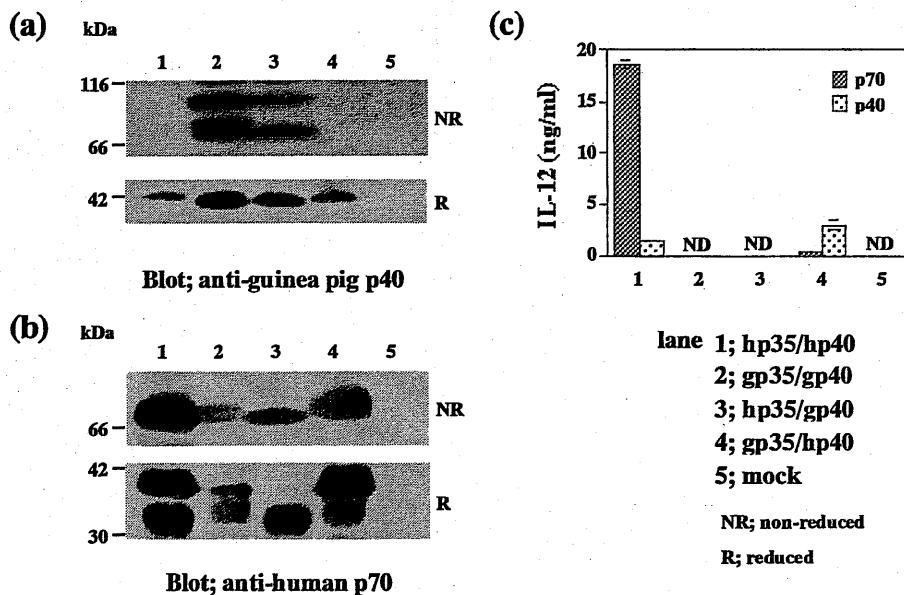 (a)
kDa
1 2 3 4 5
116
66
NR
42
R
Blot; anti-guinea pig p40
(b)
kDa
1 2 3 4 5
66
NR
42
30
R
Blot; anti-human p70
(c)
IL-12 (ng/ml)
20
15
10
5
0
p70
p40
ND ND ND
1 2 3 4 5
lane 1; hp35/hp40
2; gp35/gp40
3; hp35/gp40
4; gp35/hp40
5; mock
NR; non-reduced
R; reduced